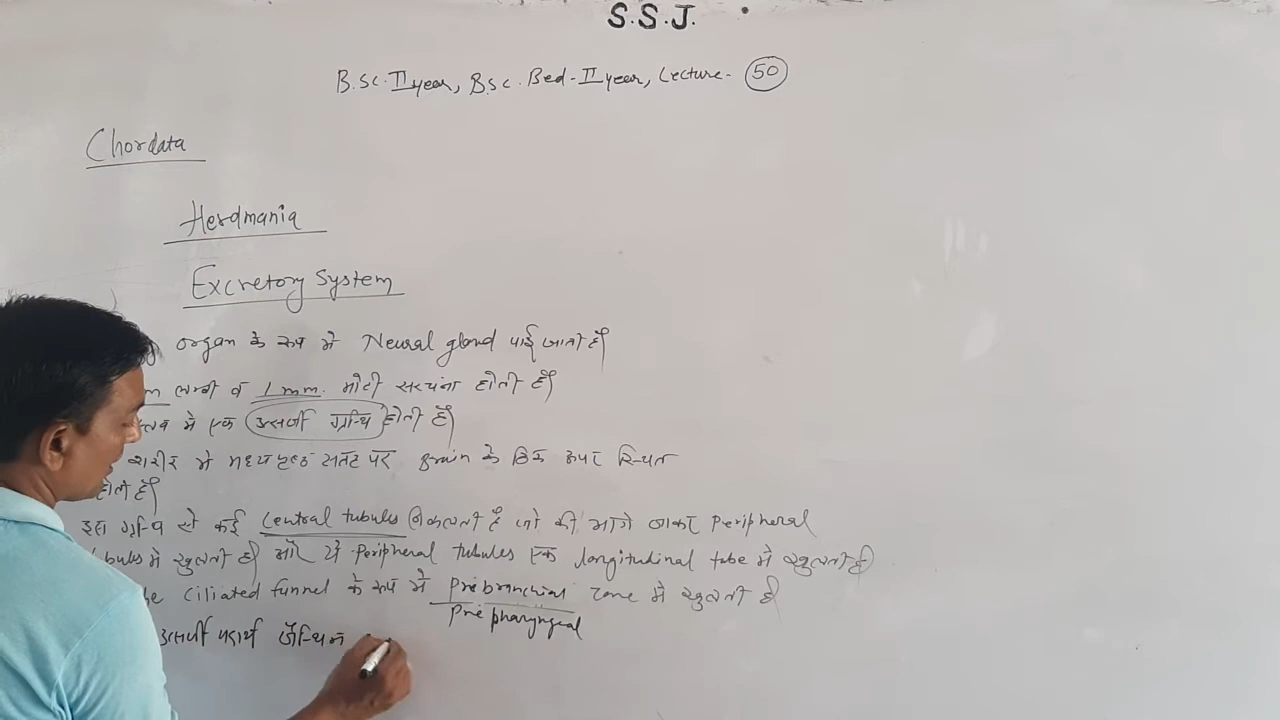 S.S.J.
B.Sc. II year, B.Sc. Bed - II year, Lecture - 50
Chordata
Herdmania
Excretory System
organ के रूप में Neural gland पाई जाती है
लम्बी व 1 mm. मोटी सरचना होती है
में एक उत्सर्जी ग्रन्थि होती है
शरीर में मध्य पृष्ठ सतह पर Brain के ठिक ऊपर स्थित
होती है
इस ग्रन्थि से कई Central tubules निकलती है जो की आगे जाकर Peripheral
में खुलती है और ये Peripheral tubules एक longitudinal tube में खुलती है
ciliated funnel के रूप में Prebranchial zone में खुलती है
Pre pharyngeal
उत्सर्जी पदार्थ